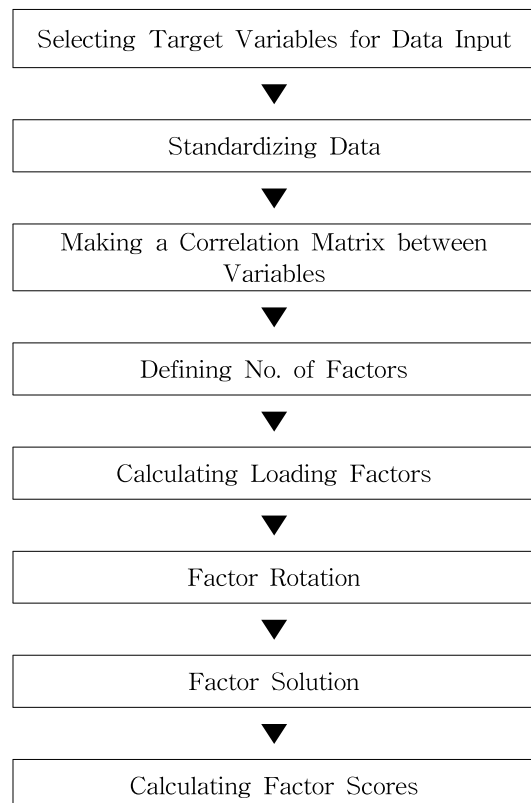 Selecting Target Variables for Data Input
Standardizing Data
Making a Correlation Matrix between
Variables
Defining No. of Factors
Calculating Loading Factors
Factor Rotation
Factor Solution
Calculating Factor Scores